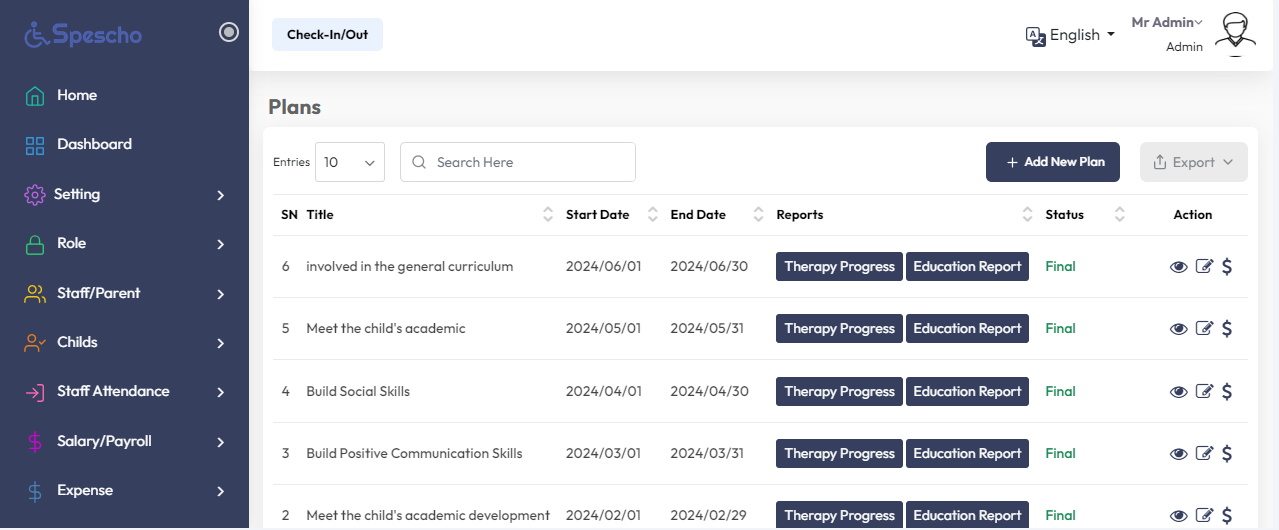 Spescho
Check-In/Out
English
Mr Admin
Admin
Home
Dashboard
Setting
Role
Staff/Parent
Childs
Staff Attendance
Salary/Payroll
Expense
Plans
Entries 10 Search Here + Add New Plan Export
SN Title Start Date End Date Reports Status Action
6 involved in the general curriculum 2024/06/01 2024/06/30 Therapy Progress Education Report Final $
5 Meet the child's academic 2024/05/01 2024/05/31 Therapy Progress Education Report Final $
4 Build Social Skills 2024/04/01 2024/04/30 Therapy Progress Education Report Final $
3 Build Positive Communication Skills 2024/03/01 2024/03/31 Therapy Progress Education Report Final $
2 Meet the child's academic development 2024/02/01 2024/02/29 Therapy Progress Education Report Final $